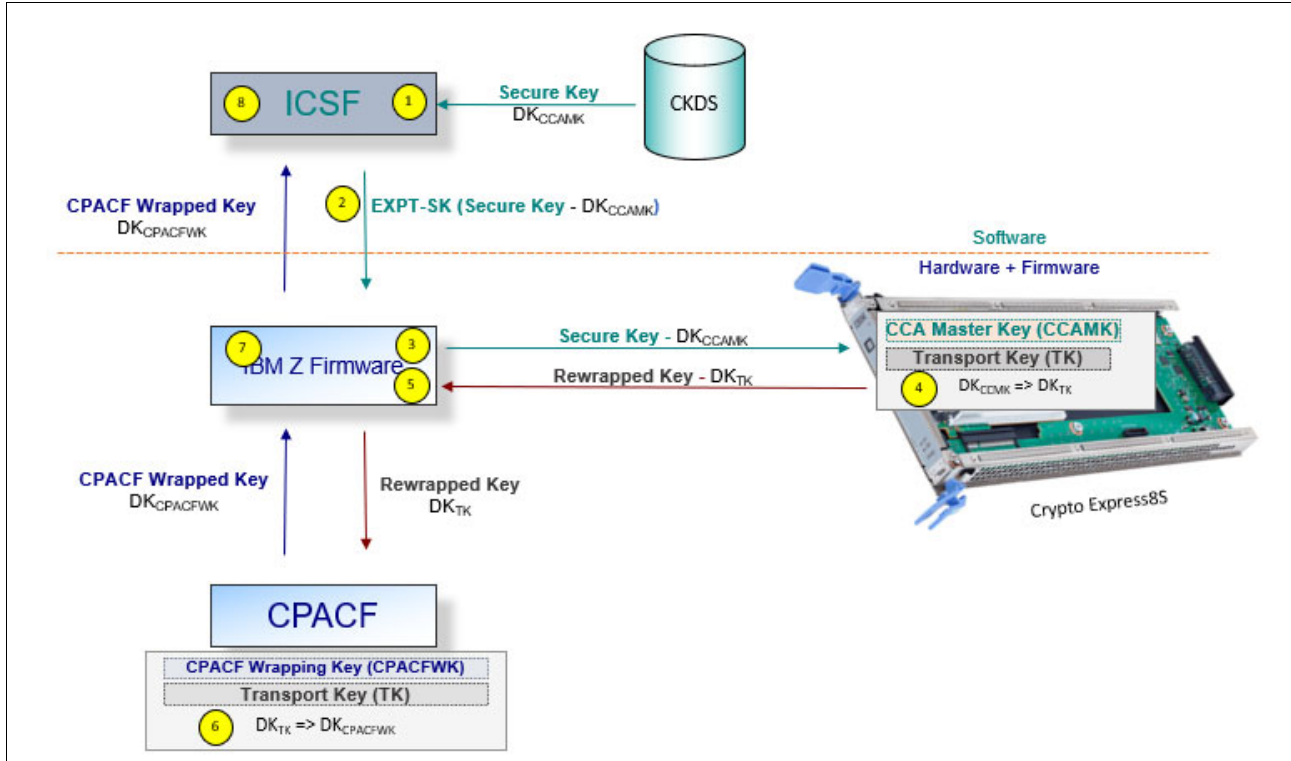 8
ICSF
1
Secure Key
DKCCAMK
CKDS
CPACF Wrapped Key
DKCPACFWK
2
EXPT-SK (Secure Key - DKCCAMK)
Software
Hardware + Firmware
7
IBM Z Firmware
3
5
Secure Key - DKCCAMK
Rewrapped Key - DKTK
CCA Master Key (CCAMK)
Transport Key (TK)
4
DKCCMK => DKTK
Crypto Express8S
CPACF Wrapped Key
DKCPACFWK
Rewrapped Key
DKTK
CPACF
CPACF Wrapping Key (CPACFWK)
Transport Key (TK)
6
DKTK => DKCPACFWK